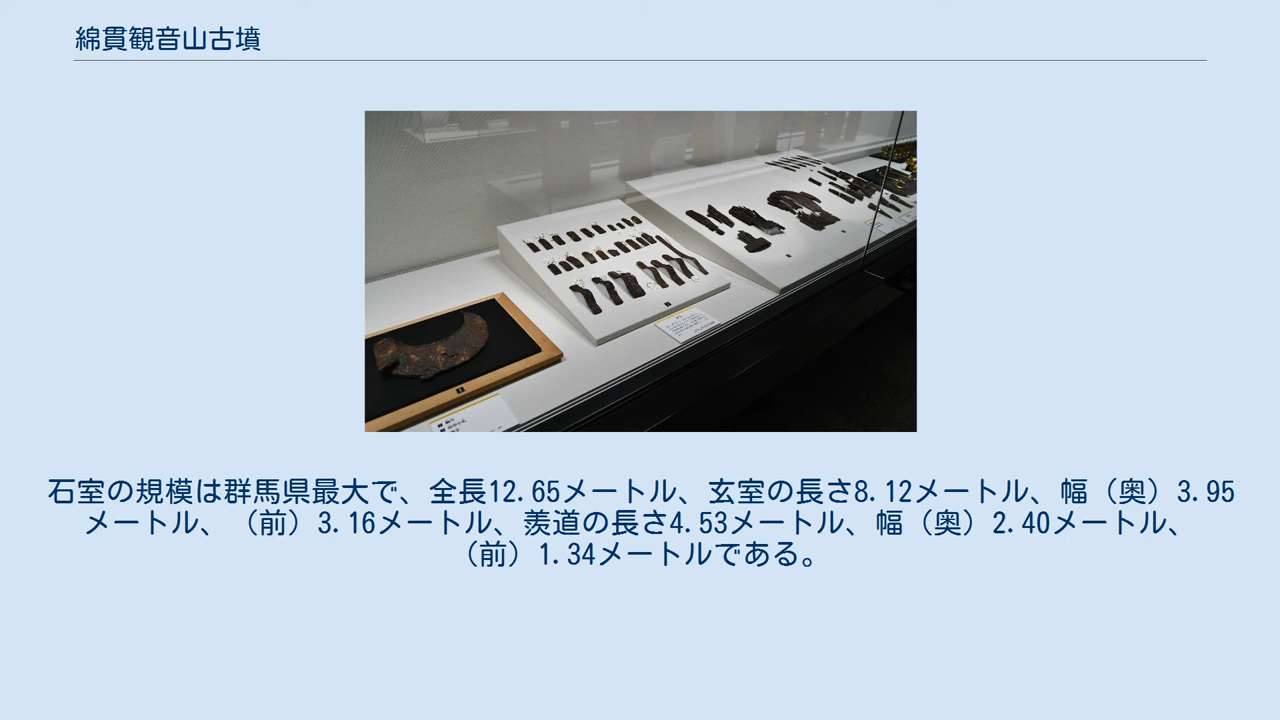 綿貫観音山古墳
石室の規模は群馬県最大で、全長12.65メートル、玄室の長さ8.12メートル、幅（奥）3.95
メートル、（前）3.16メートル、羨道の長さ4.53メートル、幅（奥）2.40メートル、
（前）1.34メートルである。